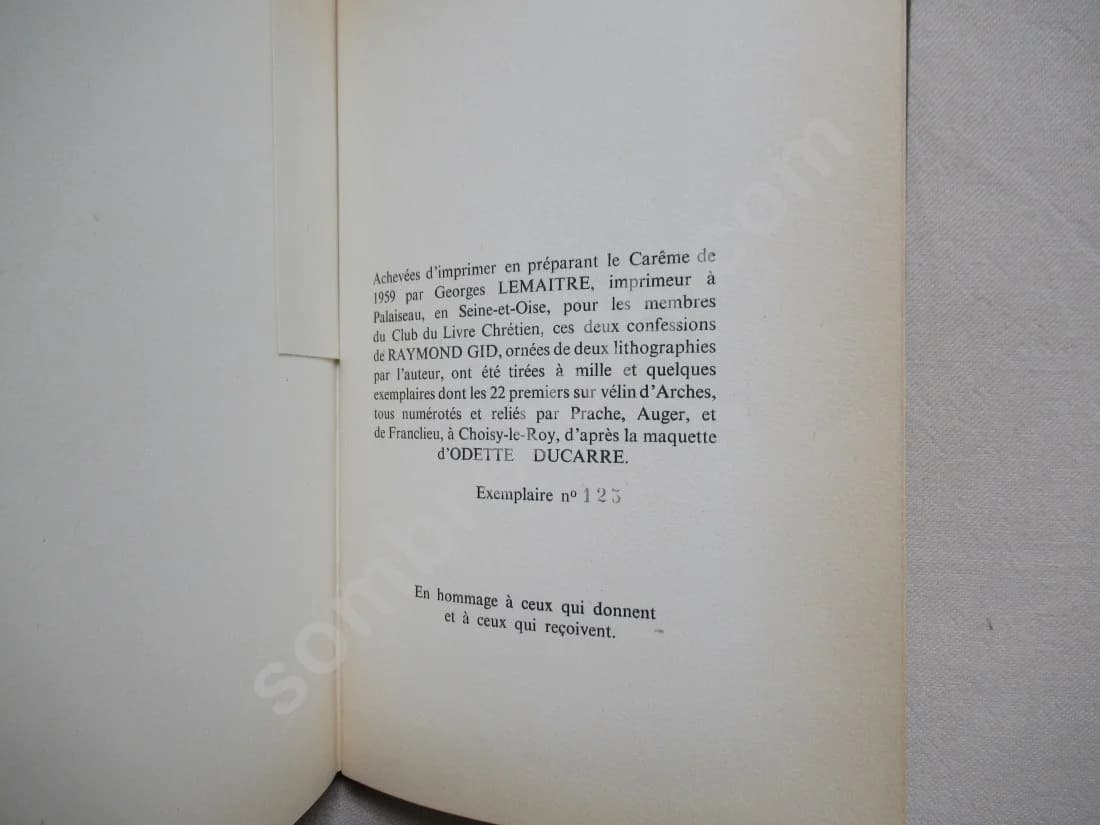 Achevées d'imprimer en préparant le Carême de
1959 par Georges LEMAITRE, imprimeur à
Palaiseau, en Seine-et-Oise, pour les membres
du Club du Livre Chrétien, ces deux confessions
de RAYMOND GID, ornées de deux lithographies
par l'auteur, ont été tirées à mille et quelques
exemplaires dont les 22 premiers sur vélin d'Arches,
tous numérotés et reliés par Prache, Auger, et
de Franclieu, à Choisy-le-Roy, d'après la maquette
d'ODETTE DUCARRE.
Exemplaire nº 125
En hommage à ceux qui donnent
et à ceux qui reçoivent.